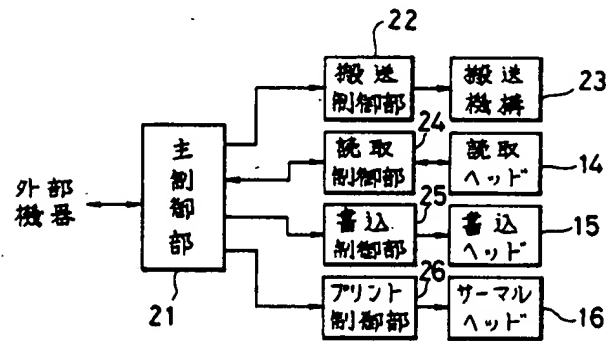 22
搬送
制御部
搬送
機構
23
24
主
制
御
部
読取
制御部
読取
ヘッド
14
外部
機器
25
書込
制御部
書込
ヘッド
15
26
プリント
制御部
サーマル
ヘッド
16
21